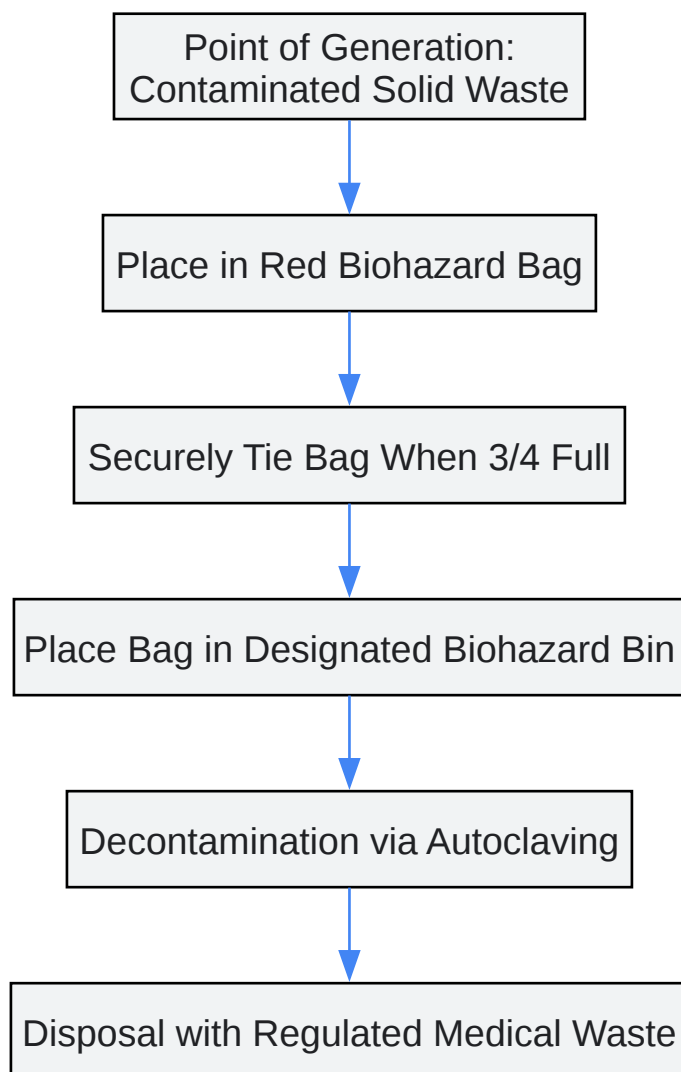 Point of Generation:
Contaminated Solid Waste
Place in Red Biohazard Bag
Securely Tie Bag When 3/4 Full
Place Bag in Designated Biohazard Bin
Decontamination via Autoclaving
Disposal with Regulated Medical Waste